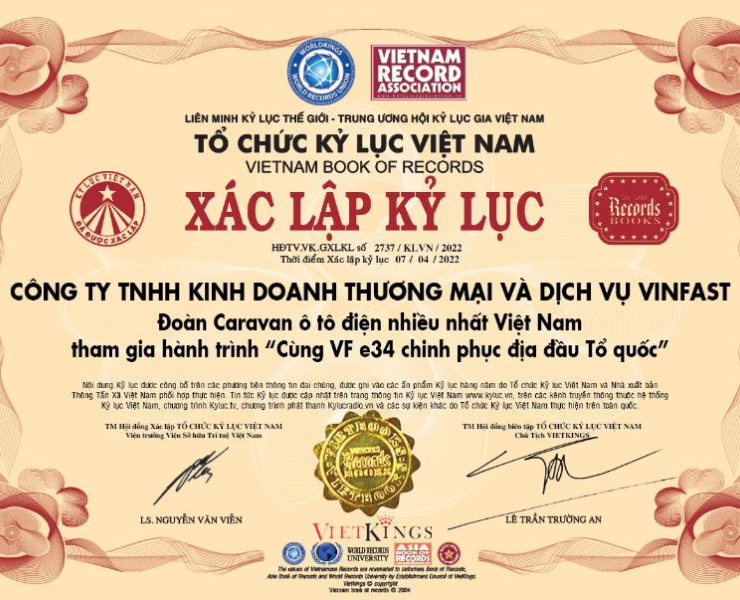 WORLDKINGS
WORLD RECORDS UNION
VIETNAM
RECORD
ASSOCIATION
LIÊN MINH KỶ LỤC THẾ GIỚI - TRUNG ƯƠNG HỘI KỶ LỤC GIA VIỆT NAM
TỔ CHỨC KỶ LỤC VIỆT NAM
VIETNAM BOOK OF RECORDS
KỶ LỤC VIỆT NAM
ĐÃ ĐƯỢC XÁC LẬP
XÁC LẬP KỶ LỤC
Records
BOOKS
HĐTV.VK.GXLKL số 2737 / KLVN / 2022
Thời điểm Xác lập kỷ lục 07 / 04 / 2022
CÔNG TY TNHH KINH DOANH THƯƠNG MẠI VÀ DỊCH VỤ VINFAST
Đoàn Caravan ô tô điện nhiều nhất Việt Nam
tham gia hành trình “Cùng VF e34 chinh phục địa đầu Tổ quốc”
Nội dung Kỷ lục được công bố trên các phương tiện thông tin đại chúng, được ghi vào các ấn phẩm Kỷ lục hàng năm do Tổ chức Kỷ lục Việt Nam và Nhà xuất bản
Thông Tấn Xã Việt Nam phối hợp thực hiện. Tin tức Kỷ lục được cập nhật trên trang thông tin Kỷ lục Việt Nam www.kyluc.vn, trên các kênh truyền thông thuộc hệ thống
Kỷ lục Việt Nam, chương trình Kyluc.tv, chương trình phát thanh Kylucradio.vn và các sự kiện khác do Tổ chức Kỷ lục Việt Nam thực hiện trên toàn quốc.
TM Hội đồng Xác lập TỔ CHỨC KỶ LỤC VIỆT NAM
Viện trưởng Viện Sở hữu Trí tuệ Việt Nam
TM Hội đồng biên tập TỔ CHỨC KỶ LỤC VIỆT NAM
Chủ Tịch VIETKINGS
VIETBOOKS
Records
VIETBOOKS
LS. NGUYỄN VĂN VIỄN
LÊ TRẦN TRƯỜNG AN
VIETKINGS
WORLD RECORDS
UNIVERSITY
ASIA
BOOK OF
RECORDS
The values of Vietnamese Records are nominated to Indochina Book of Records,
Asia Book of Records and World Records University by Establishment Council of VietKings.
Vietkings © copyright
Vietnam book of records © 2004